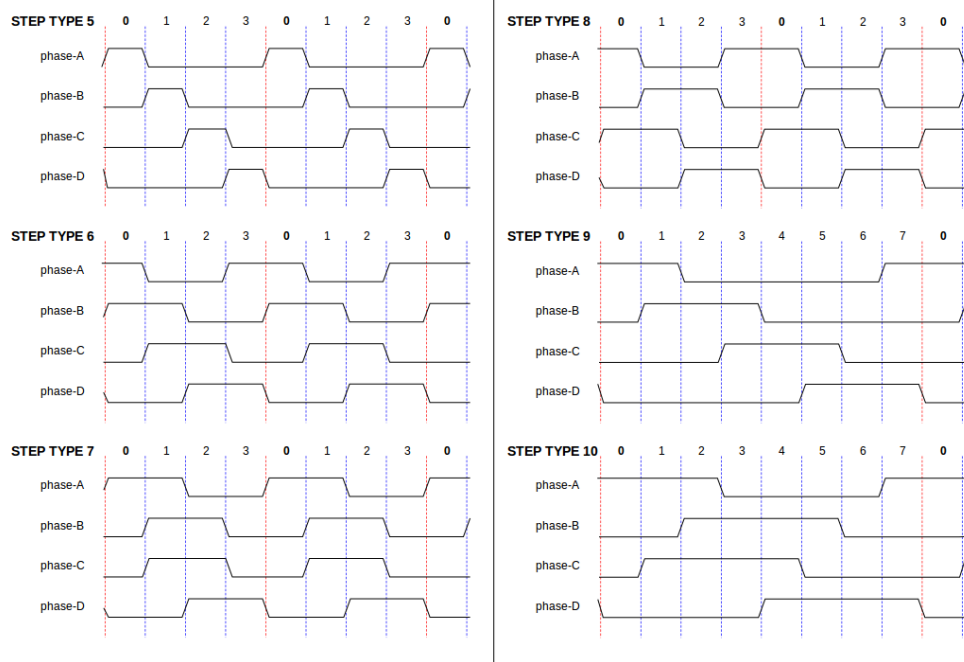 STEP TYPE 5 0 1 2 3 0 1 2 3 0
phase-A
phase-B
phase-C
phase-D
STEP TYPE 6 0 1 2 3 0 1 2 3 0
phase-A
phase-B
phase-C
phase-D
STEP TYPE 7 0 1 2 3 0 1 2 3 0
phase-A
phase-B
phase-C
phase-D
STEP TYPE 8 0 1 2 3 0 1 2 3 0
phase-A
phase-B
phase-C
phase-D
STEP TYPE 9 0 1 2 3 4 5 6 7 0
phase-A
phase-B
phase-C
phase-D
STEP TYPE 10 0 1 2 3 4 5 6 7 0
phase-A
phase-B
phase-C
phase-D